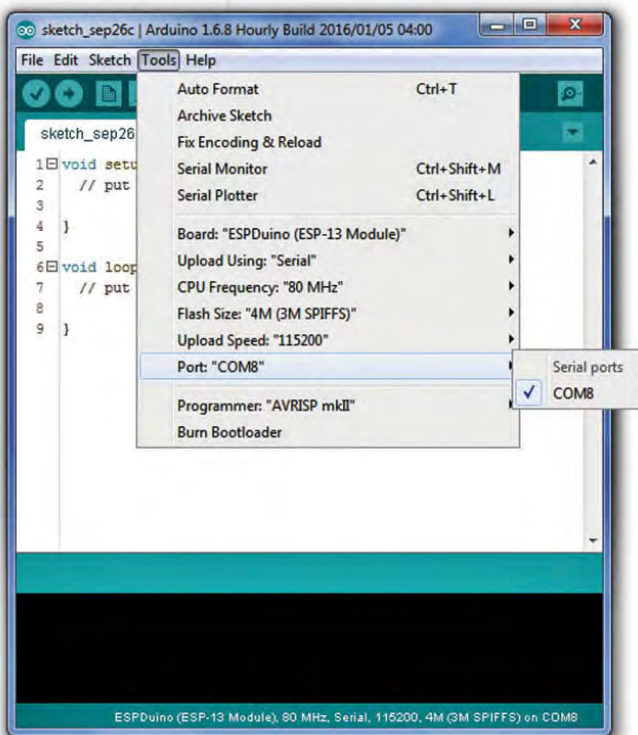 sketch_sep26c | Arduino 1.6.8 Hourly Build 2016/01/05 04:00
File Edit Sketch Tools Help
sketch_sep26
Auto Format Ctrl+T
Archive Sketch
Fix Encoding & Reload
Serial Monitor Ctrl+Shift+M
Serial Plotter Ctrl+Shift+L
Board: "ESPDuino (ESP-13 Module)"
Upload Using: "Serial"
CPU Frequency: "80 MHz"
Flash Size: "4M (3M SPIFFS)"
Upload Speed: "115200"
Port: "COM8"
Programmer: "AVRISP mkII"
Burn Bootloader
Serial ports
COM8
1 void setu
2 // put
3
4 }
5
6 void loop
7 // put
8
9 }
ESPDuino (ESP-13 Module), 80 MHz, Serial, 115200, 4M (3M SPIFFS) on COM8